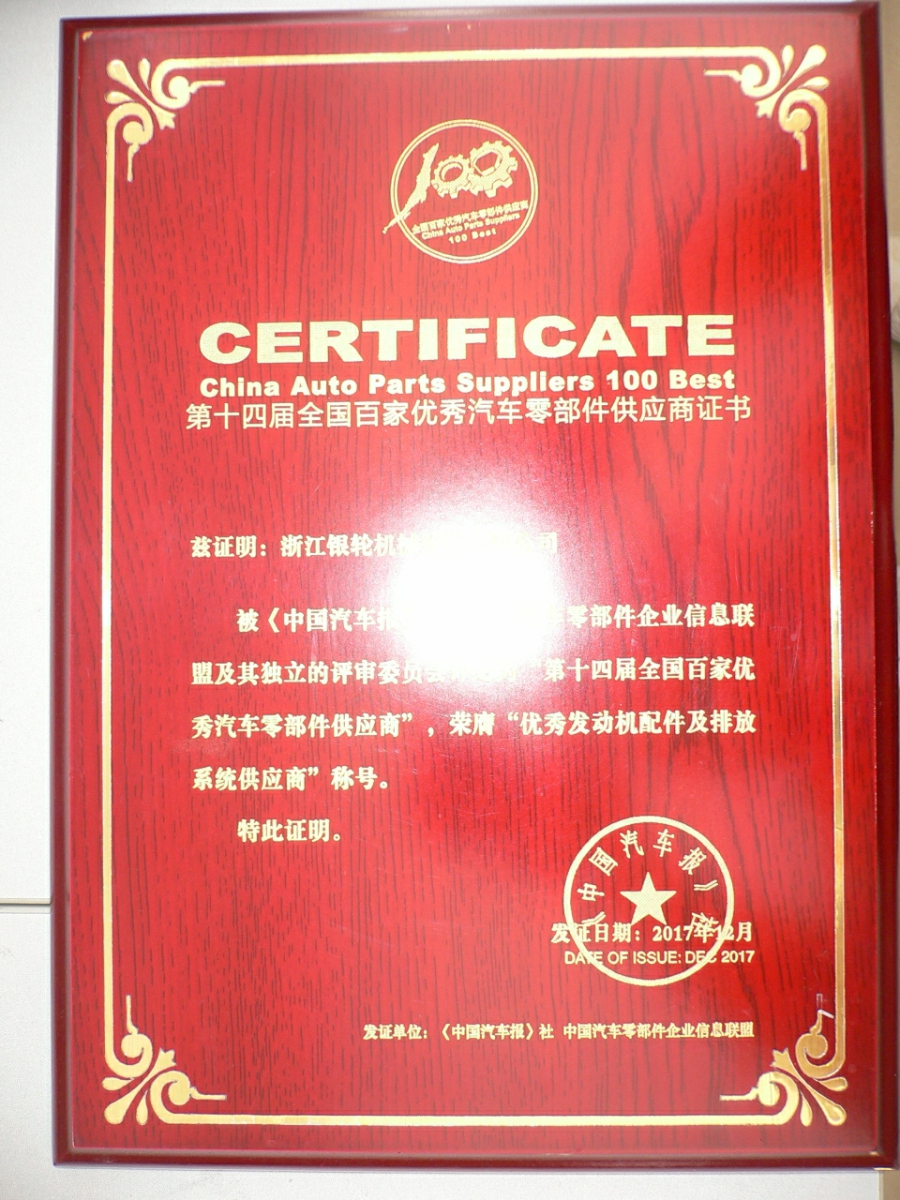 100
全国百家优秀汽车零部件供应商
China Auto Parts Suppliers
100 Best
CERTIFICATE
China Auto Parts Suppliers 100 Best
第十四届全国百家优秀汽车零部件供应商证书
兹证明：浙江银轮机械 司
被《中国汽车报 车零部件企业信息联
盟及其独立的评审委员会 “第十四届全国百家优
秀汽车零部件供应商”，荣膺“优秀发动机配件及排放
系统供应商”称号。
特此证明。
《中国汽车报》社
发证日期：2017年12月
DATE OF ISSUE: DEC 2017
发证单位：《中国汽车报》社 中国汽车零部件企业信息联盟